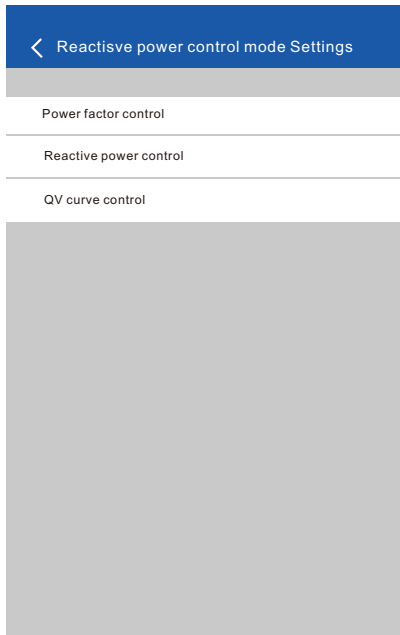 Reactisve power control mode Settings
Power factor control
Reactive power control
QV curve control